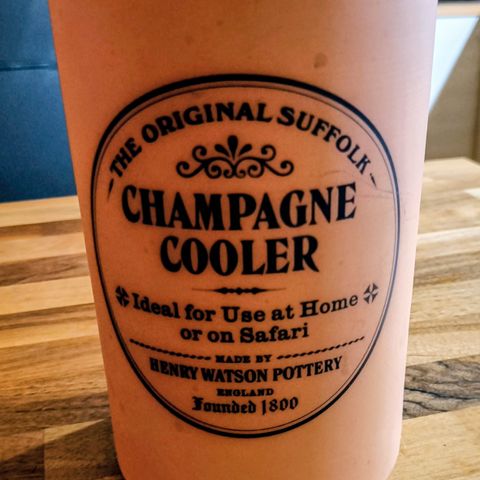 THE ORIGINAL SUFFOLK
CHAMPAGNE
COOLER
Ideal for Use at Home
or on Safari
MADE BY
HENRY WATSON POTTERY
ENGLAND
Founded 1800